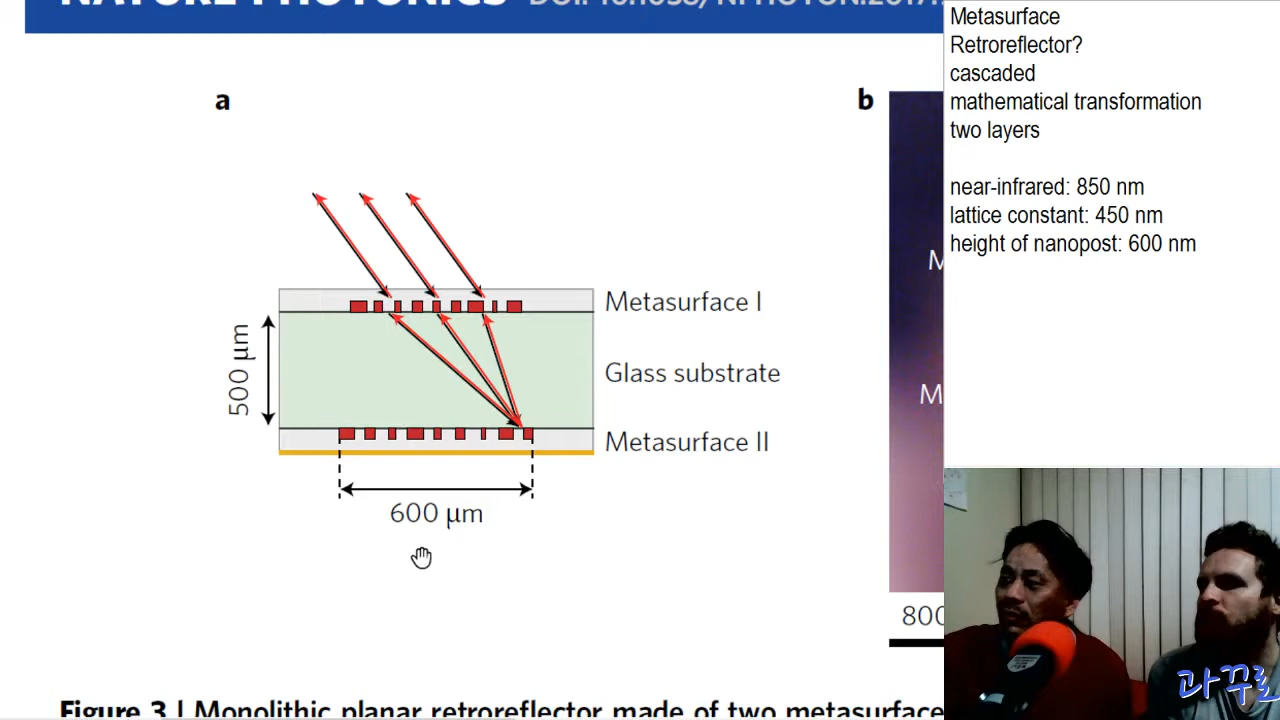 NATURE PHOTONICS
a
b
Metasurface I
Glass substrate
Metasurface II
500 μm
600 μm
M
M
800
Figure 3 | Monolithic planar retroreflector made of two metasurface
Metasurface
Retroreflector?
cascaded
mathematical transformation
two layers
near-infrared: 850 nm
lattice constant: 450 nm
height of nanopost: 600 nm
과꾸로